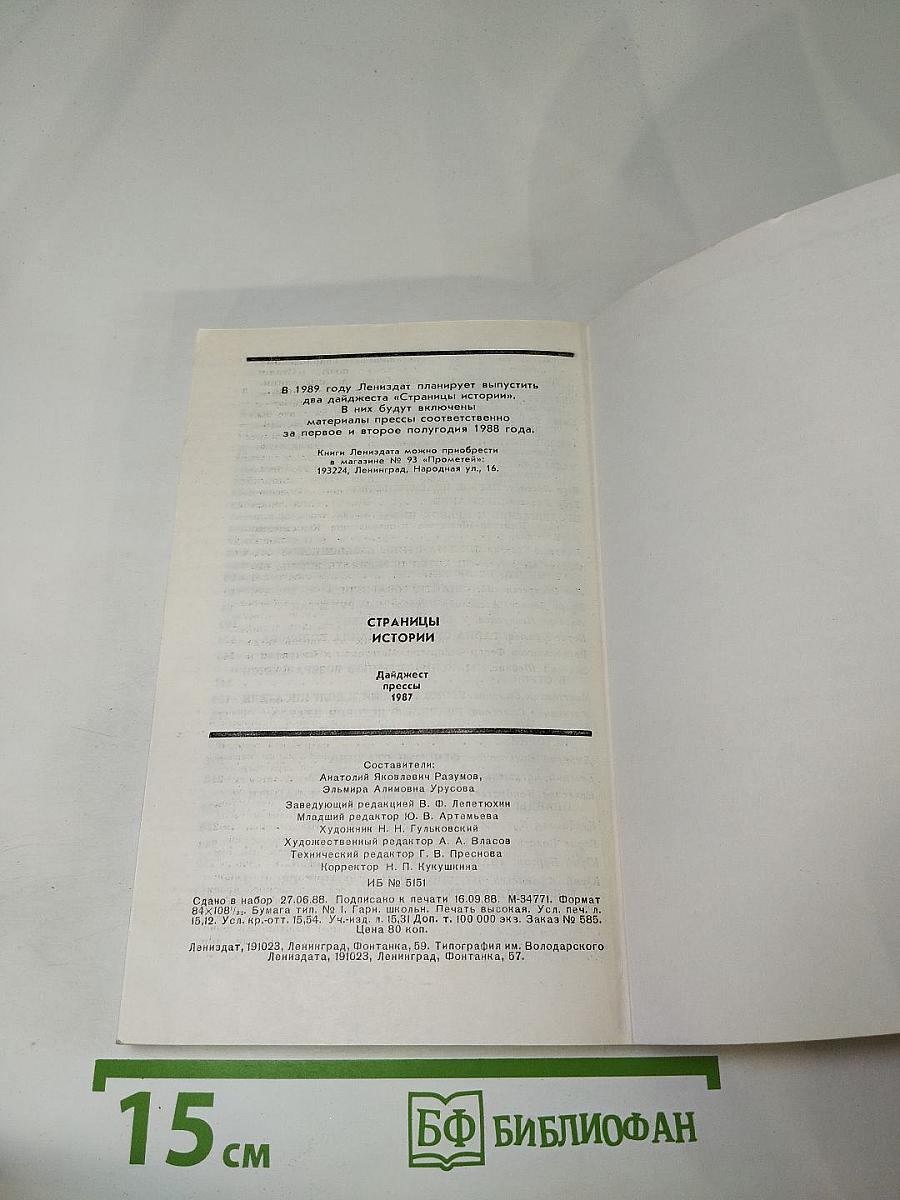 В 1989 году Лениздат планирует выпустить
два дайджеста «Страницы истории».
В них будут включены
материалы прессы соответственно
за первое и второе полугодия 1988 года.
Книги Лениздата можно приобрести
в магазине № 93 «Прометей»:
193224, Ленинград, Народная ул., 16.
СТРАНИЦЫ
ИСТОРИИ
Дайджест
прессы
1987
Составители:
Анатолий Яковлевич Разумов,
Эльмира Алимовна Урусова
Заведующий редакцией В. Ф. Лепетюхин
Младший редактор Ю. В. Артемьева
Художник Н. Н. Гульковский
Художественный редактор А. А. Власов
Технический редактор Г. В. Преснова
Корректор Н. П. Кукушкина
ИБ № 5151
Сдано в набор 27.06.88. Подписано к печати 16.09.88. М-34771. Формат
84×108¹/₃₂. Бумага тип. № 1. Гарн. школьн. Печать высокая. Усл. печ. л.
15,12. Усл. кр.-отт. 15,54. Уч.-изд. л. 15,31 Доп. т. 100 000 экз. Заказ № 585.
Цена 80 коп.
Лениздат, 191023, Ленинград, Фонтанка, 59. Типография им. Володарского
Лениздата, 191023, Ленинград, Фонтанка, 57.
15 см
БФ БИБЛИОФАН